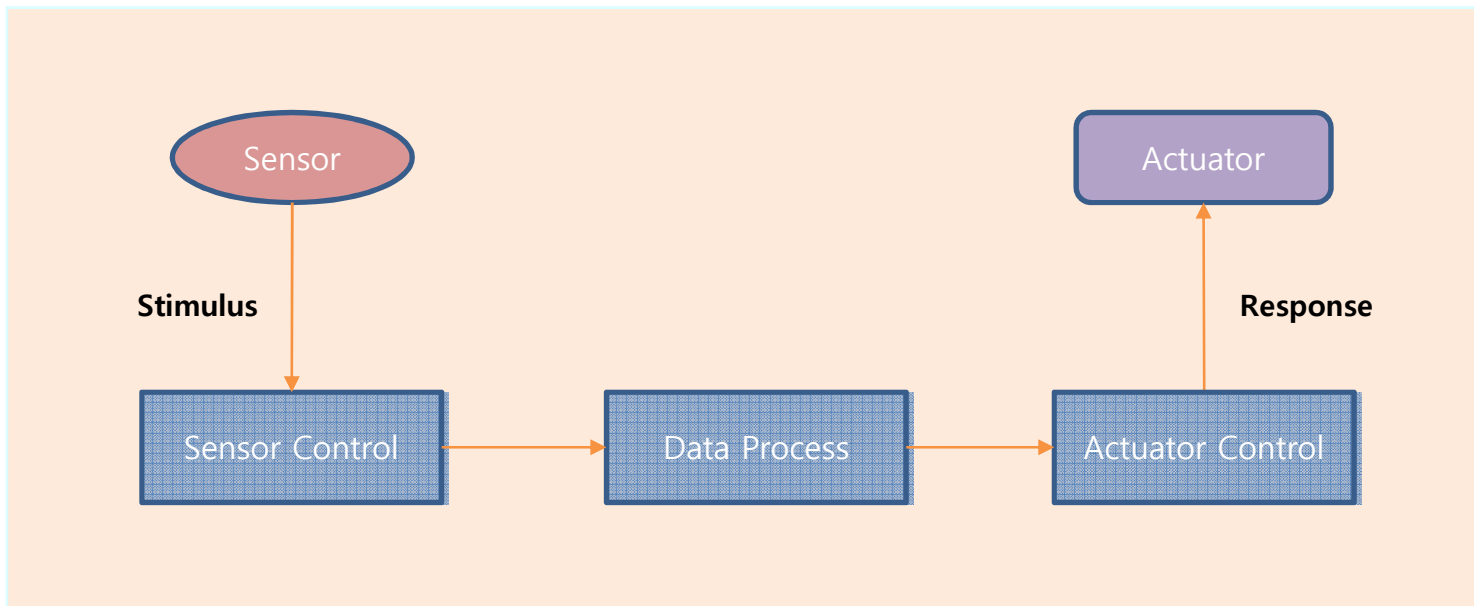 Sensor
Actuator
Stimulus
Response
Sensor Control
Data Process
Actuator Control